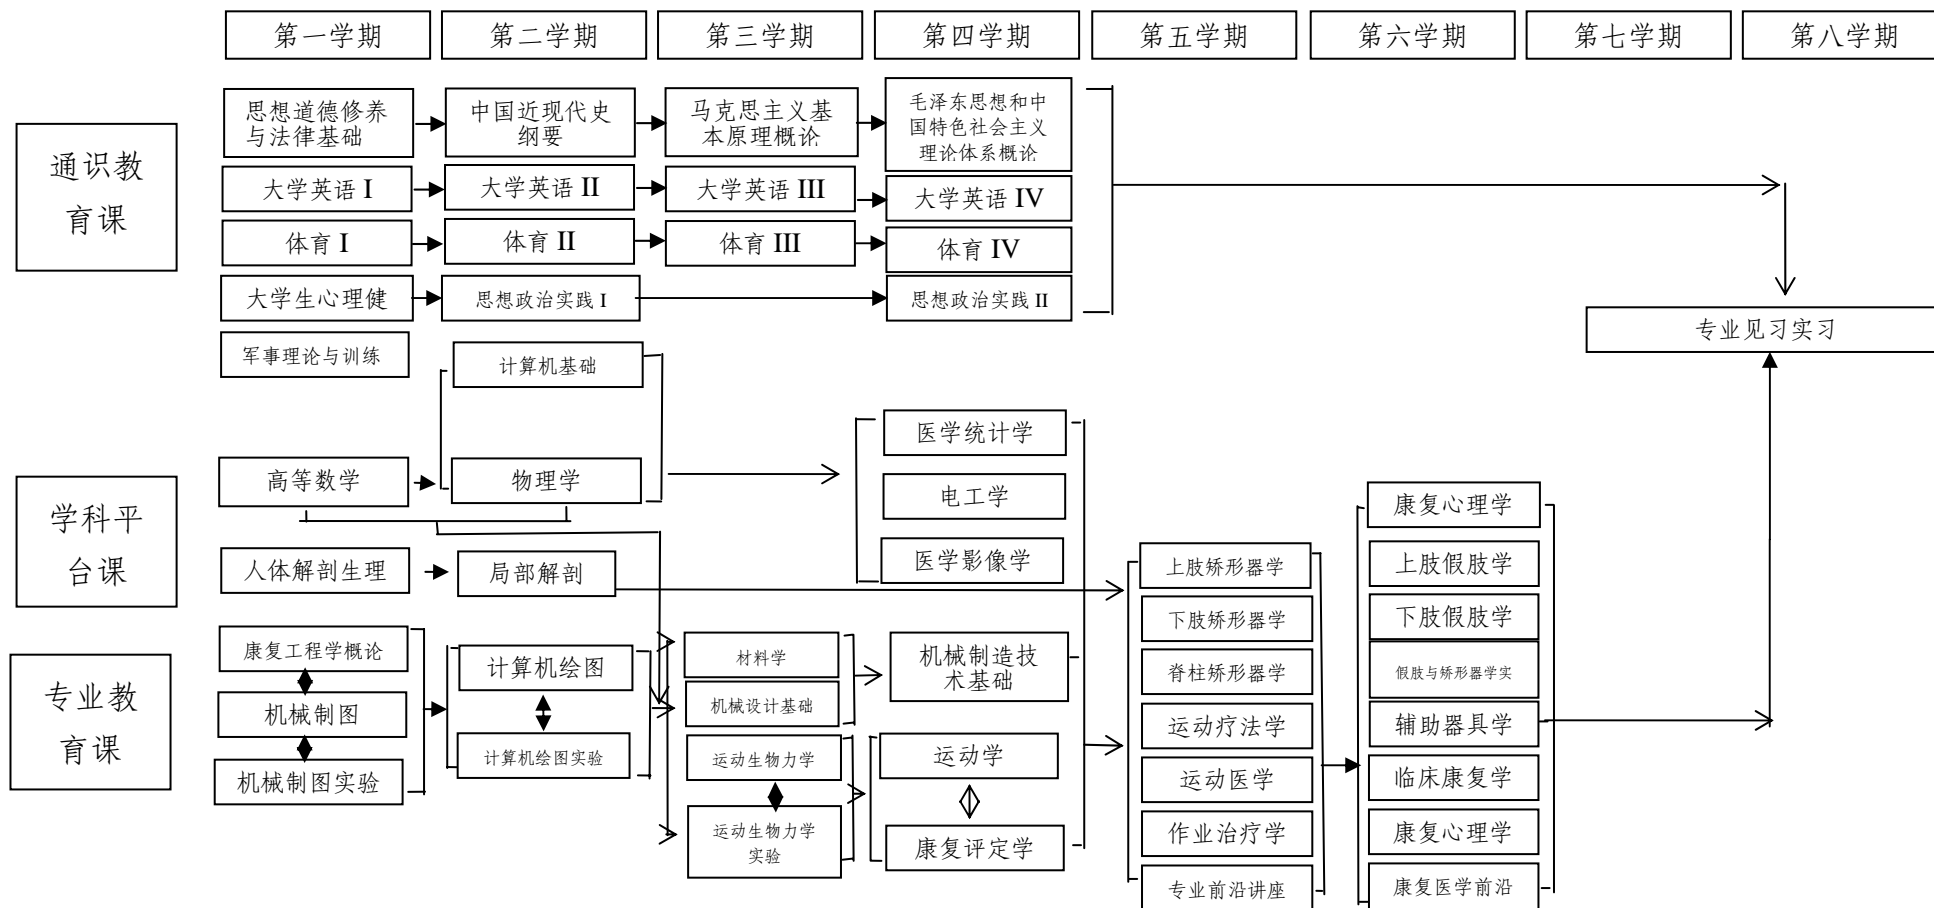 第一学期
第二学期
第三学期
第四学期
第五学期
第六学期
第七学期
第八学期
通识教
育课
思想道德修养
与法律基础
中国近现代史
纲要
马克思主义基
本原理概论
毛泽东思想和中
国特色社会主义
理论体系概论
大学英语 I
大学英语 II
大学英语 III
大学英语 IV
体育 I
体育 II
体育 III
体育 IV
大学生心理健
思想政治实践 I
思想政治实践 II
专业见习实习
军事理论与训练
计算机基础
学科平
台课
高等数学
物理学
医学统计学
电工学
医学影像学
人体解剖生理
局部解剖
专业教
育课
康复工程学概论
机械制图
机械制图实验
计算机绘图
计算机绘图实验
材料学
机械设计基础
运动生物力学
运动生物力学
实验
机械制造技
术基础
运动学
康复评定学
上肢矫形器学
下肢矫形器学
脊柱矫形器学
运动疗法学
运动医学
作业治疗学
专业前沿讲座
康复心理学
上肢假肢学
下肢假肢学
假肢与矫形器学实
辅助器具学
临床康复学
康复心理学
康复医学前沿